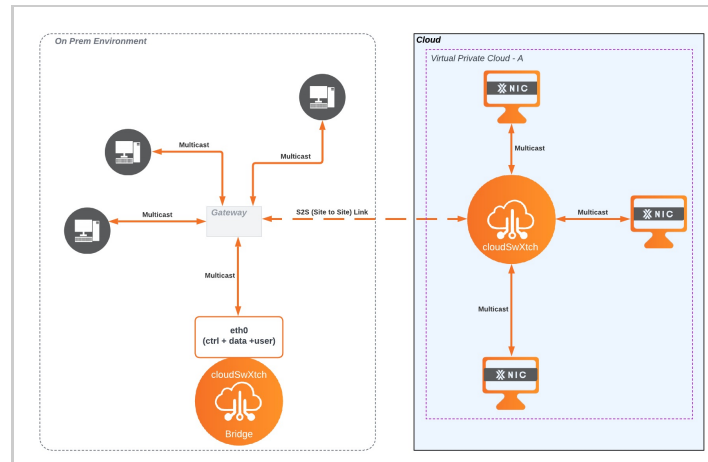 On Prem Environment
Cloud
Virtual Private Cloud - A
NIC
Multicast
Multicast
Multicast
Multicast
Gateway
S2S (Site to Site) Link
cloudSwXtch
Multicast
NIC
Multicast
Multicast
eth0
(ctrl + data +user)
cloudSwXtch
Bridge
NIC